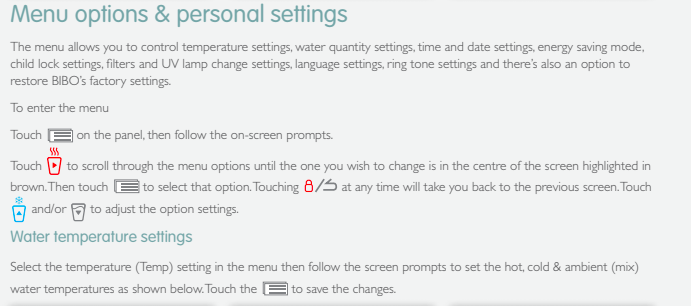 Menu options & personal settings
The menu allows you to control temperature settings, water quantity settings, time and date settings, energy saving mode,
child lock settings, filters and UV lamp change settings, language settings, ring tone settings and there's also an option to
restore BIBO's factory settings.
To enter the menu
Touch on the panel, then follow the on-screen prompts.
Touch to scroll through the menu options until the one you wish to change is in the centre of the screen highlighted in
brown. Then touch to select that option. Touching / at any time will take you back to the previous screen. Touch
and/or to adjust the option settings.
Water temperature settings
Select the temperature (Temp) setting in the menu then follow the screen prompts to set the hot, cold & ambient (mix)
water temperatures as shown below. Touch the to save the changes.